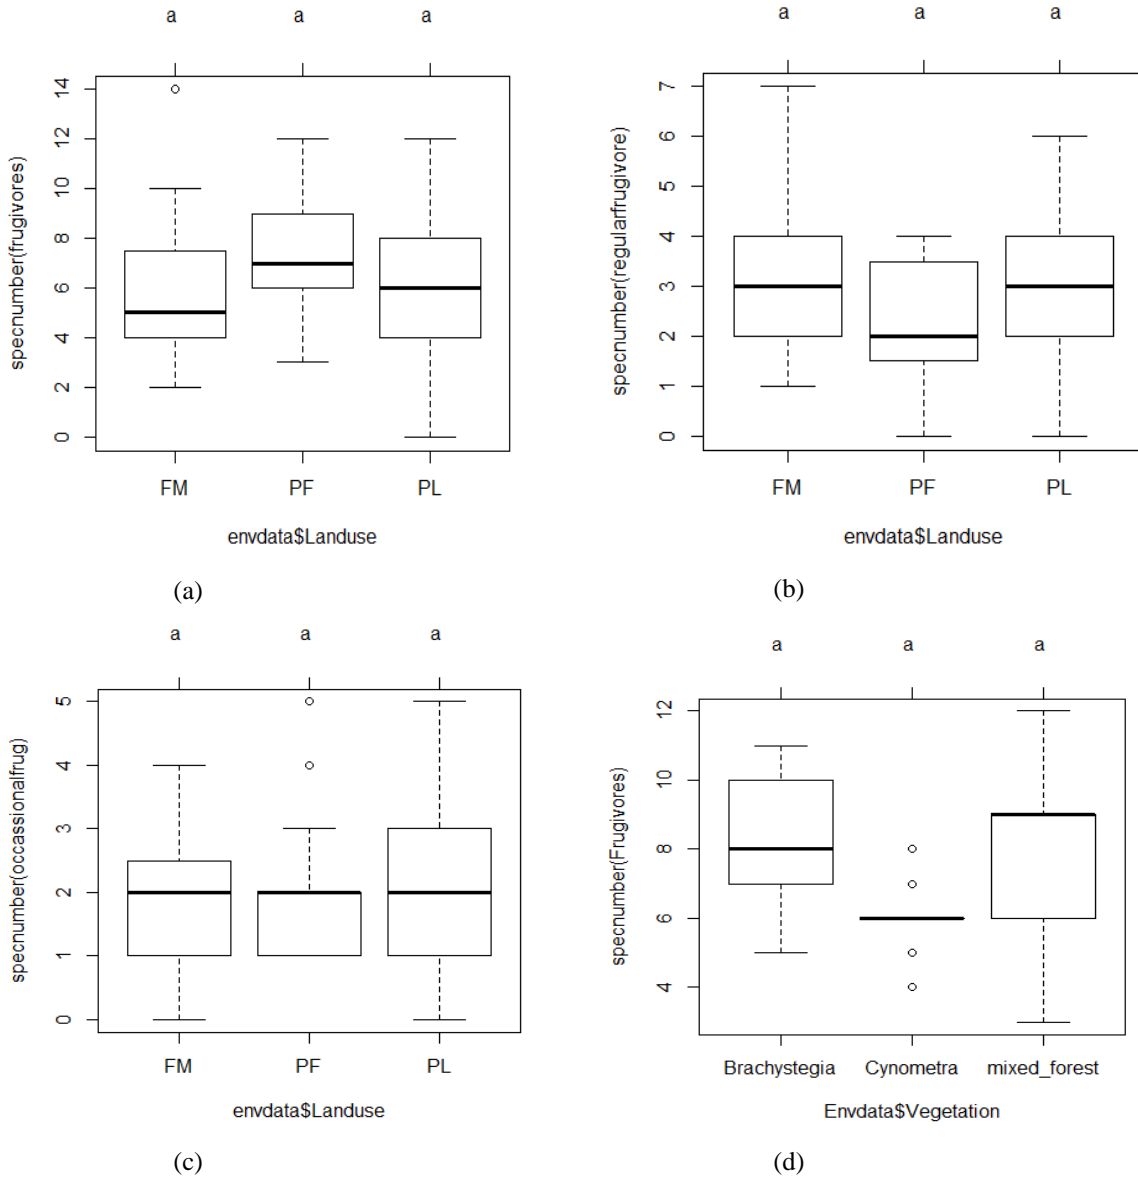 a a a
specnumber(frugivores)
14
12
10
8
6
4
2
0
FM PF PL
envdata$Landuse
(a)
a a a
specnumber(regularfrugivore)
7
6
5
4
3
2
1
0
FM PF PL
envdata$Landuse
(b)
a a a
specnumber(occassionalfrug)
5
4
3
2
1
0
FM PF PL
envdata$Landuse
(c)
a a a
specnumber(Frugivores)
12
10
8
6
4
Brachystegia Cynometra mixed_forest
Envdata$Vegetation
(d)